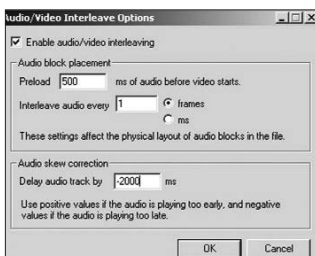 Audio/Video Interleave Options
Enable audio/video interleaving
Audio block placement
Preload 500 ms of audio before video starts.
Interleave audio every 1 frames
ms
These settings affect the physical layout of audio blocks in the file.
Audio skew correction
Delay audio track by -2000 ms
Use positive values if the audio is playing too early, and negative
values if the audio is playing too late.
OK Cancel